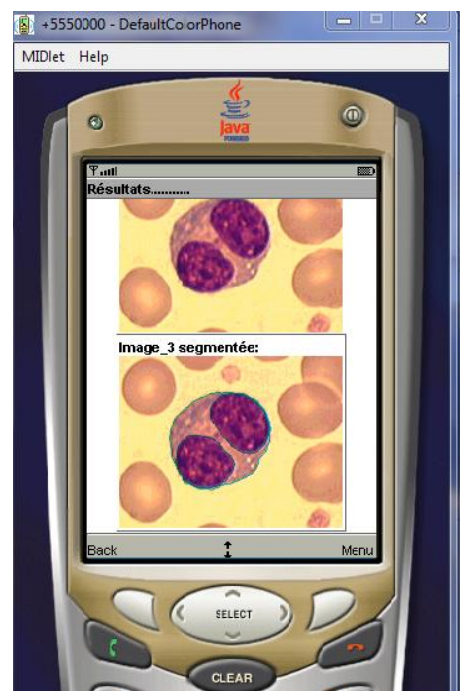 +5550000 - DefaultColorPhone
MIDlet Help
Java
Résultats...........
Image_3 segmentée:
Back
Menu
SELECT
CLEAR